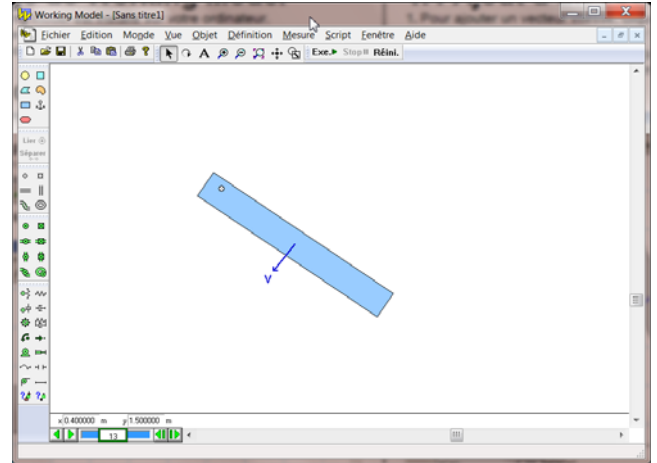 Working Model - [Sans titre1]
Fichier Edition Monde Vue Objet Définition Mesure Script Fenêtre Aide
A Exe. Stop Réini.
Lier
Séparer
V
x 0.400000 m y 1.500000 m
13